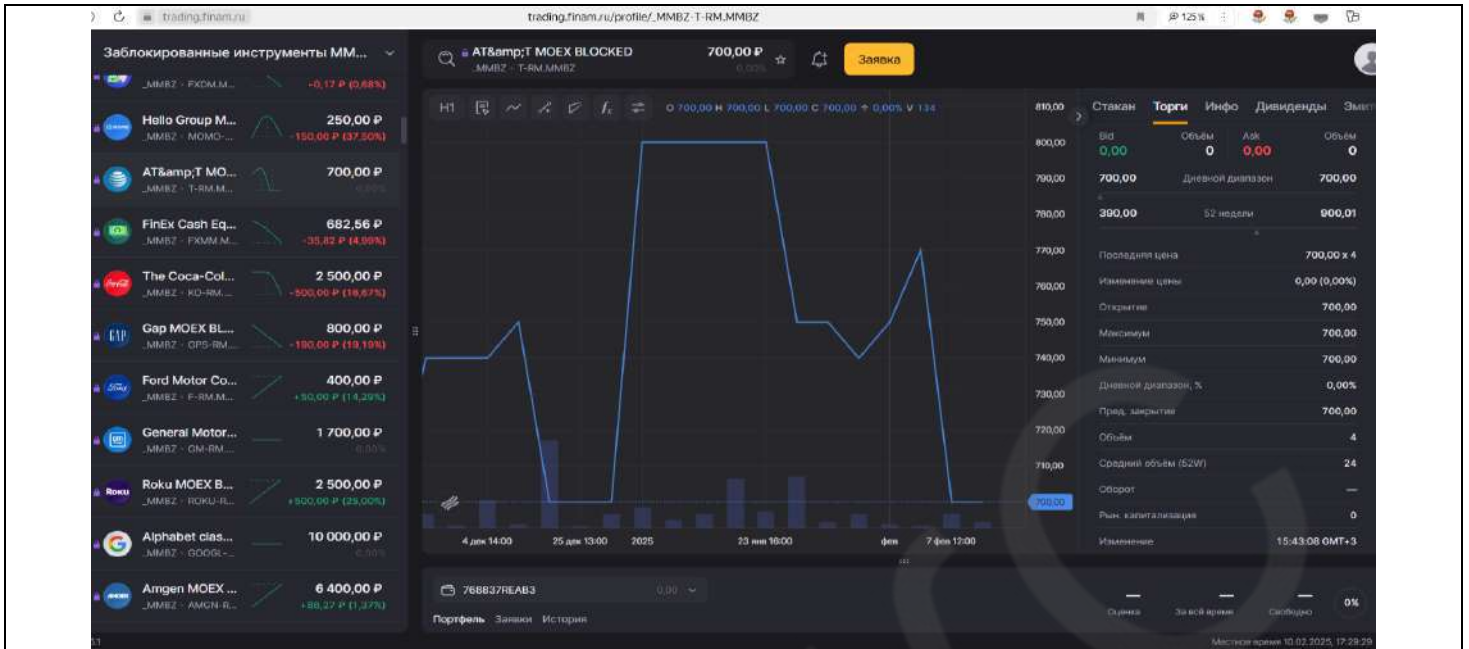 trading.finam.ru
trading.finam.ru/profile/_MMBZ-T-RM.MMBZ
125 %
Заблокированные инструменты ММ...
_MMBZ - FXDM.M...
-0,17 ₽ (0,68%)
Hello Group M...
250,00 ₽
_MMBZ - MOMO-...
-150,00 ₽ (37,50%)
AT&amp;T MO...
700,00 ₽
_MMBZ - T-RM.M...
0,00%
FinEx Cash Eq...
682,56 ₽
_MMBZ - FXMM.M...
-35,82 ₽ (4,99%)
The Coca-Col...
2 500,00 ₽
_MMBZ - KO-RM....
-500,00 ₽ (16,67%)
GAP
Gap MOEX BL...
800,00 ₽
_MMBZ - GPS-RM....
-190,00 ₽ (19,19%)
Ford Motor Co...
400,00 ₽
_MMBZ - F-RM.M...
+50,00 ₽ (14,29%)
General Motor...
1 700,00 ₽
_MMBZ - GM-RM....
0,00%
Roku
Roku MOEX B...
2 500,00 ₽
_MMBZ - ROKU-R...
+500,00 ₽ (25,00%)
Alphabet clas...
10 000,00 ₽
_MMBZ - GOOGL-...
0,00%
AMGEN
Amgen MOEX ...
6 400,00 ₽
_MMBZ - AMGN-R...
+86,27 ₽ (1,37%)
AT&amp;T MOEX BLOCKED
700,00 ₽
_MMBZ - T-RM.MMBZ
0,00%
Заявка
H1
O 700,00 H 700,00 L 700,00 C 700,00 + 0,00% V 134
810,00
800,00
790,00
780,00
770,00
760,00
750,00
740,00
730,00
720,00
710,00
700,00
4 дек 14:00
25 дек 13:00
2025
23 янв 16:00
фев
7 фев 12:00
768837REAB3
0,00
Портфель Заявки История
Стакан Торги Инфо Дивиденды Эмит
Bid Объём Ask Объём
0,00 0 0,00 0
700,00 Дневной диапазон 700,00
390,00 52 недели 900,01
Последняя цена 700,00 x 4
Изменение цены 0,00 (0,00%)
Открытие 700,00
Максимум 700,00
Минимум 700,00
Дневной диапазон, % 0,00%
Пред. закрытие 700,00
Объём 4
Средний объём (52W) 24
Оборот —
Рын. капитализация 0
Изменение 15:43:08 GMT+3
— — — 0%
Оценка За всё время Свободно
Местное время 10.02.2025, 17:29:29